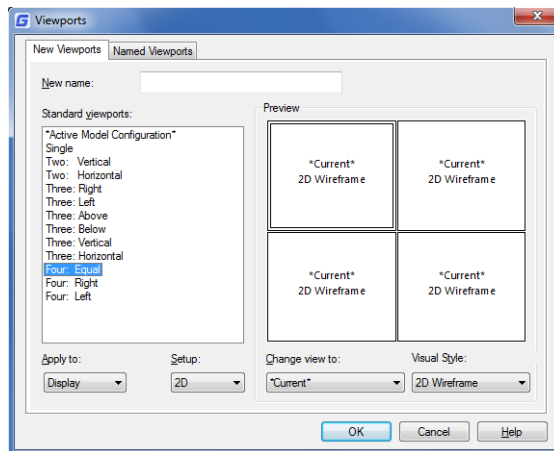 Viewports
New Viewports
Named Viewports
New name:
Standard viewports:
*Active Model Configuration*
Single
Two: Vertical
Two: Horizontal
Three: Right
Three: Left
Three: Above
Three: Below
Three: Vertical
Three: Horizontal
Four: Equal
Four: Right
Four: Left
Preview
*Current*
2D Wireframe
*Current*
2D Wireframe
*Current*
2D Wireframe
*Current*
2D Wireframe
Apply to:
Setup:
Change view to:
Visual Style:
Display
2D
*Current*
2D Wireframe
OK
Cancel
Help